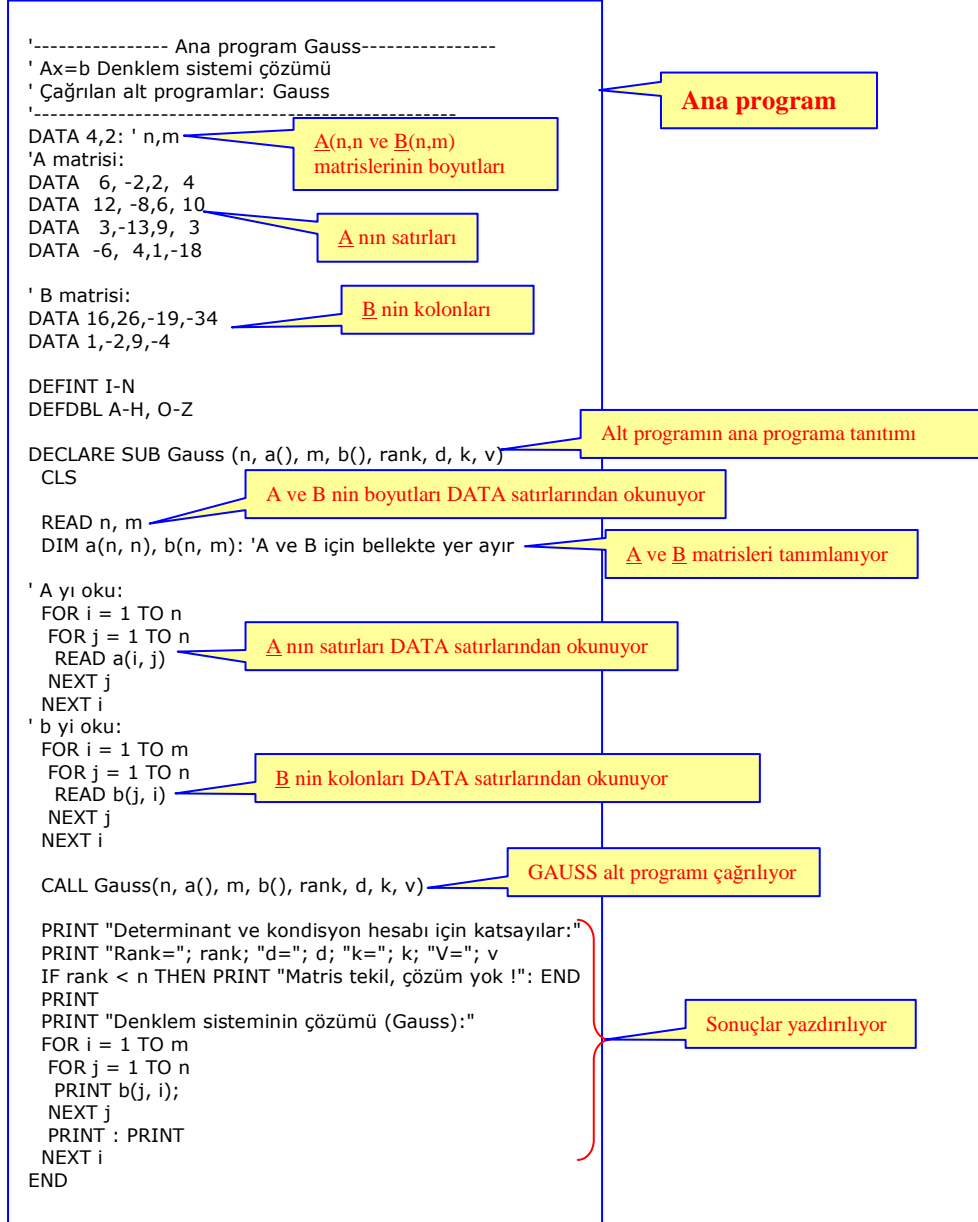 '---------------- Ana program Gauss----------------
' Ax=b Denklem sistemi çözümü
' Çağrılan alt programlar: Gauss
'--------------------------------------------------
Ana program
DATA 4,2: ' n,m
A(n,n ve B(n,m)
matrislerinin boyutları
'A matrisi:
DATA 6, -2,2, 4
DATA 12, -8,6, 10
DATA 3,-13,9, 3
DATA -6, 4,1,-18
A nın satırları
' B matrisi:
DATA 16,26,-19,-34
DATA 1,-2,9,-4
B nin kolonları
DEFINT I-N
DEFDBL A-H, O-Z
Alt programın ana programa tanıtımı
DECLARE SUB Gauss (n, a(), m, b(), rank, d, k, v)
CLS
A ve B nin boyutları DATA satırlarından okunuyor
READ n, m
DIM a(n, n), b(n, m): 'A ve B için bellekte yer ayır
A ve B matrisleri tanımlanıyor
' A yı oku:
FOR i = 1 TO n
FOR j = 1 TO n
READ a(i, j)
NEXT j
NEXT i
A nın satırları DATA satırlarından okunuyor
' b yi oku:
FOR i = 1 TO m
FOR j = 1 TO n
READ b(j, i)
NEXT j
NEXT i
B nin kolonları DATA satırlarından okunuyor
CALL Gauss(n, a(), m, b(), rank, d, k, v)
GAUSS alt programı çağrılıyor
PRINT "Determinant ve kondisyon hesabı için katsayılar:"
PRINT "Rank="; rank; "d="; d; "k="; k; "V="; v
IF rank < n THEN PRINT "Matris tekil, çözüm yok !": END
PRINT
PRINT "Denklem sisteminin çözümü (Gauss):"
FOR i = 1 TO m
FOR j = 1 TO n
PRINT b(j, i);
NEXT j
PRINT : PRINT
NEXT i
END
Sonuçlar yazdırılıyor